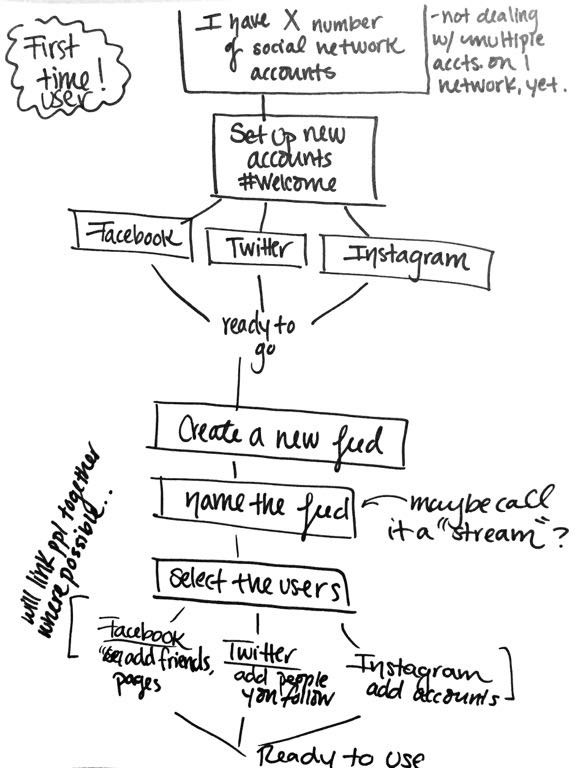 First
time!
user
I have X number
of social network
accounts
-not dealing
w/ multiple
accts. on 1
network, yet.
Set up new
accounts
#Welcome
Facebook
Twitter
Instagram
ready to
go
Create a new feed
name the feed
maybe call
it a "stream"?
will link ppl together
where possible...
Select the users
Facebook
add friends,
pages
Twitter
add people
you follow
Instagram
add accounts
Ready to use